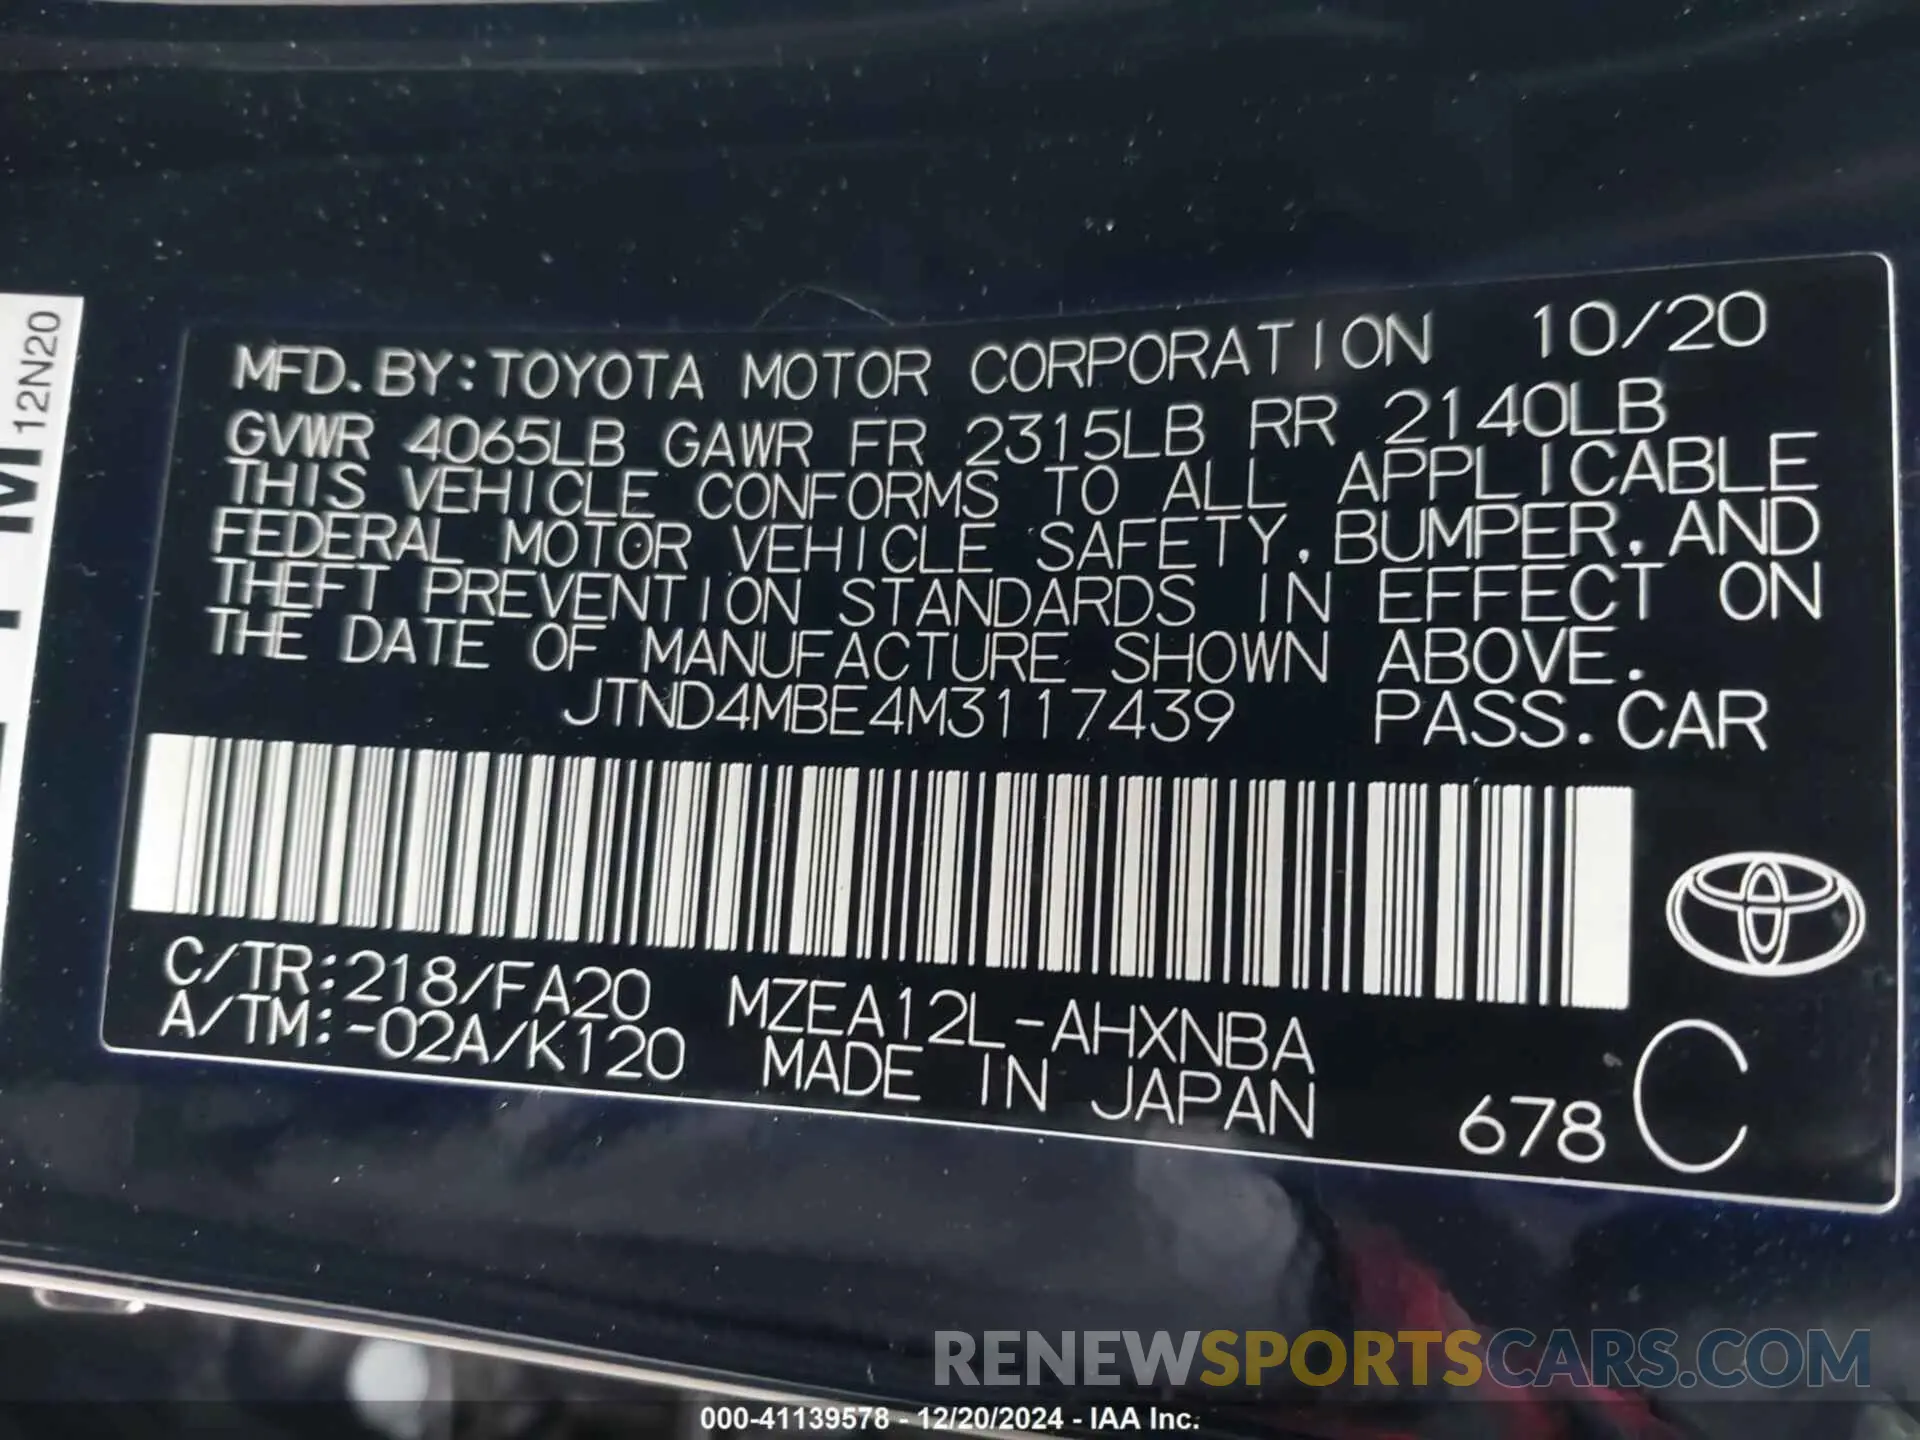 12N20
MFD.BY:TOYOTA MOTOR CORPORATION 10/20
GVWR 4065LB GAWR FR 2315LB RR 2140LB
THIS VEHICLE CONFORMS TO ALL APPLICABLE
FEDERAL MOTOR VEHICLE SAFETY, BUMPER, AND
THEFT PREVENTION STANDARDS IN EFFECT ON
THE DATE OF MANUFACTURE SHOWN ABOVE.
JTND4MBE4M3117439 PASS.CAR
C/TR:218/FA20 MZEA12L-AHXNBA
A/TM:-02A/K120 MADE IN JAPAN 678 C
RENEWSPORTSCARS.COM
000-41139578 - 12/20/2024 - IAA Inc.